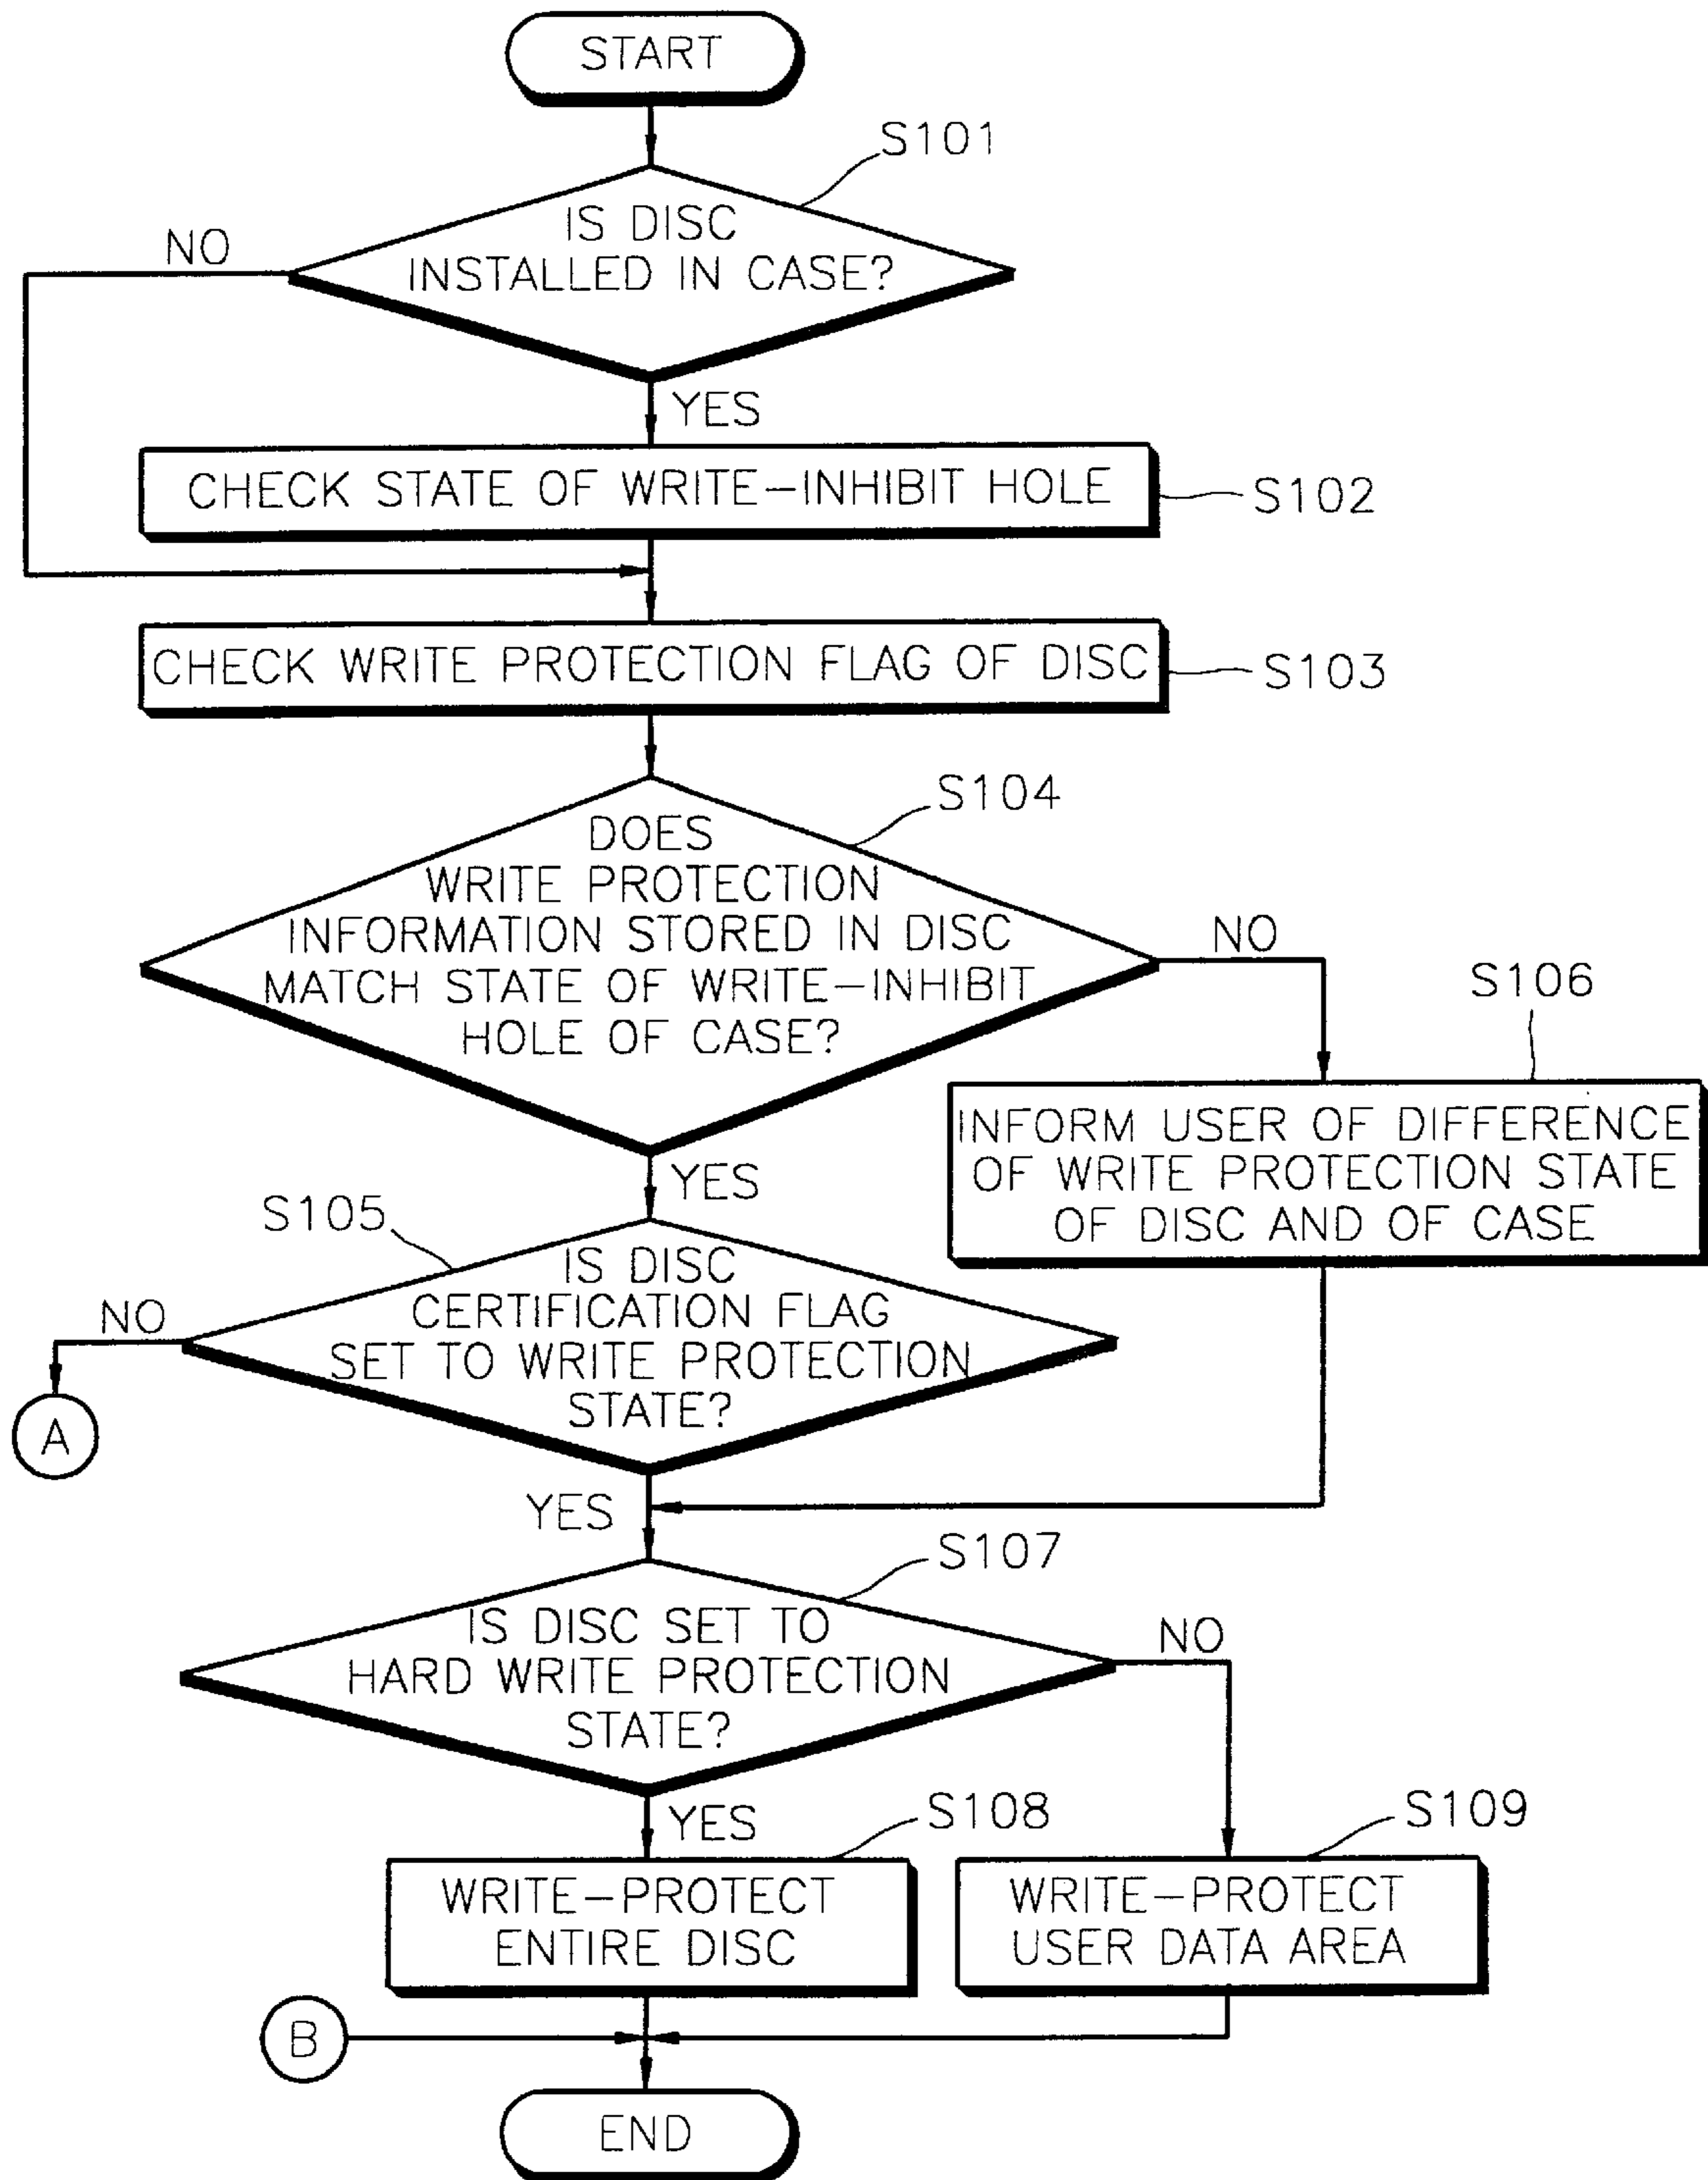 START
S101
IS DISC
INSTALLED IN CASE?
NO
YES
CHECK STATE OF WRITE-INHIBIT HOLE
S102
CHECK WRITE PROTECTION FLAG OF DISC
S103
S104
DOES
WRITE PROTECTION
INFORMATION STORED IN DISC
MATCH STATE OF WRITE-INHIBIT
HOLE OF CASE?
NO
S106
INFORM USER OF DIFFERENCE
OF WRITE PROTECTION STATE
OF DISC AND OF CASE
YES
S105
IS DISC
CERTIFICATION FLAG
SET TO WRITE PROTECTION
STATE?
NO
A
YES
S107
IS DISC SET TO
HARD WRITE PROTECTION
STATE?
NO
YES
S108
WRITE-PROTECT
ENTIRE DISC
S109
WRITE-PROTECT
USER DATA AREA
B
END